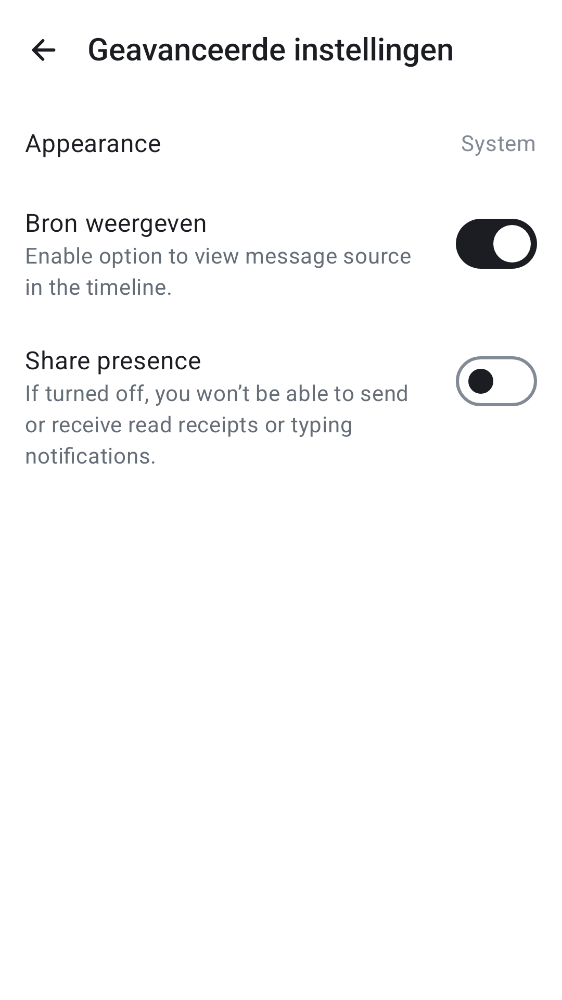 Geavanceerde instellingen
Appearance
System
Bron weergeven
Enable option to view message source
in the timeline.
Share presence
If turned off, you won’t be able to send
or receive read receipts or typing
notifications.